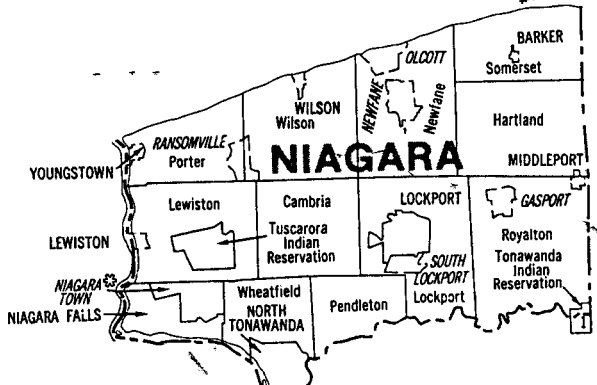 BARKER
Somerset
OLCOTT
NEWFANE
Newfane
WILSON
Wilson
Hartland
RANSOMVILLE
Porter
NIAGARA
YOUNGSTOWN
MIDDLEPORT
Lewiston
Cambria
LOCKPORT
GASPORT
LEWISTON
Tuscarora
Indian
Reservation
Royalton
SOUTH
LOCKPORT
Lockport
Tonawanda
Indian
Reservation
NIAGARA
TOWN
NIAGARA FALLS
Wheatfield
NORTH
TONAWANDA
Pendleton